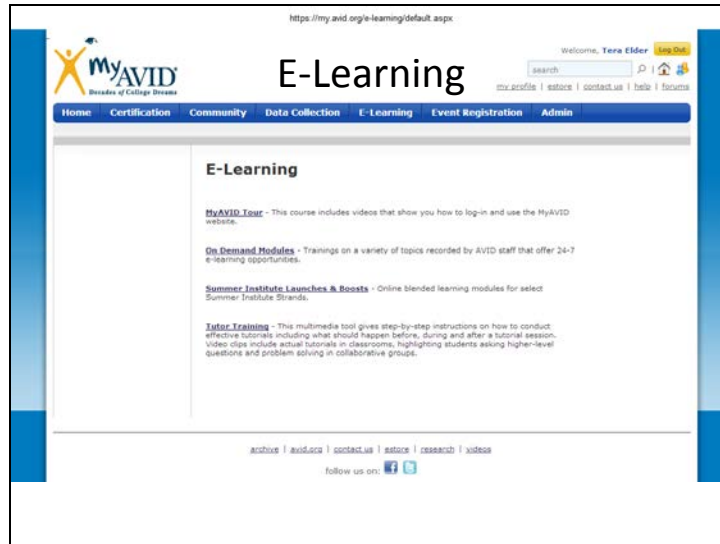 https://my.avid.org/e-learning/default.aspx
Welcome, Tera Elder Log Out
MyAVID
Decades of College Dreams
E-Learning
search
my profile | estore | contact us | help | forums
Home Certification Community Data Collection E-Learning Event Registration Admin
E-Learning
MyAVID Tour - This course includes videos that show you how to log-in and use the MyAVID
website.
On Demand Modules - Trainings on a variety of topics recorded by AVID staff that offer 24-7
e-learning opportunities.
Summer Institute Launches & Boosts - Online blended learning modules for select
Summer Institute Strands.
Tutor Training - This multimedia tool gives step-by-step instructions on how to conduct
effective tutorials including what should happen before, during and after a tutorial session.
Video clips include actual tutorials in classrooms, highlighting students asking higher-level
questions and problem solving in collaborative groups.
archive | avid.org | contact us | estore | research | videos
follow us on: